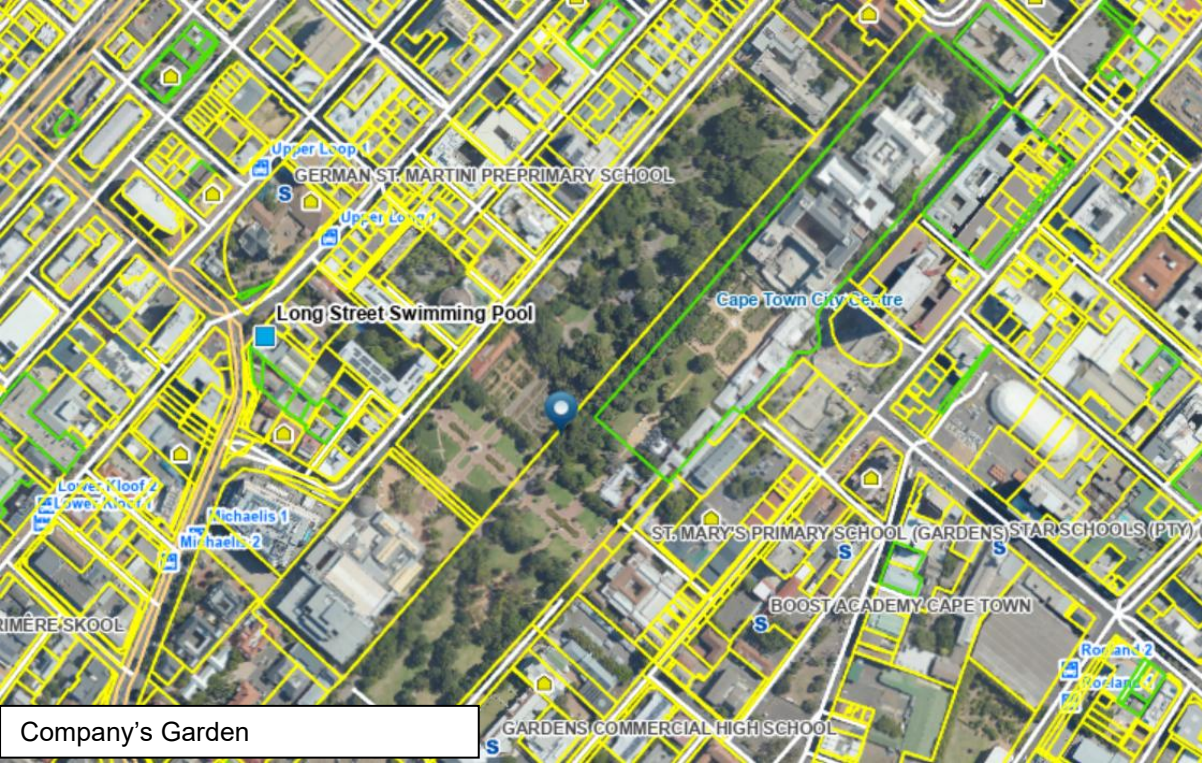 Upper Loop 1
GERMAN ST. MARTINI PREPRIMARY SCHOOL
S
Upper Loop 1
Cape Town City Centre
Long Street Swimming Pool
Lower Kloof 2
Lower Kloof 1
Michaelis 1
Michaelis 2
ST. MARY'S PRIMARY SCHOOL (GARDENS)
STAR SCHOOLS (PTY)
S
S
BOOST ACADEMY CAPE TOWN
S
RIMÊRE SKOOL
Roeland 2
Roeland 1
GARDENS COMMERCIAL HIGH SCHOOL
S
Company's Garden